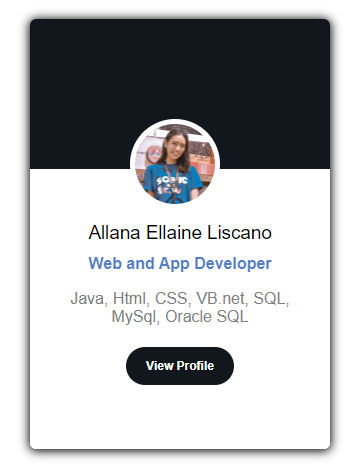 Allana Ellaine Liscano
Web and App Developer
Java, Html, CSS, VB.net, SQL,
MySql, Oracle SQL
View Profile